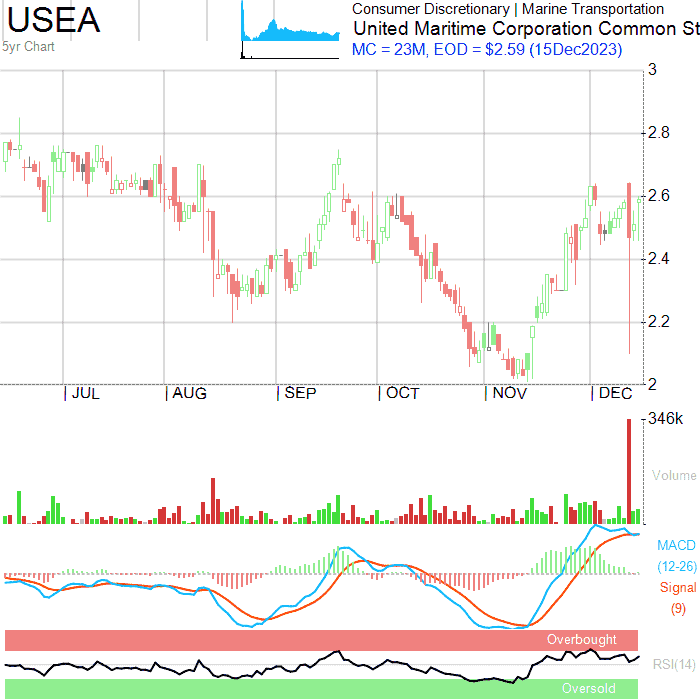 USEA
5yr Chart
Consumer Discretionary | Marine Transportation
United Maritime Corporation Common St
MC = 23M, EOD = $2.59 (15Dec2023)
3
2.8
2.6
2.4
2.2
2
JUL AUG SEP OCT NOV DEC
346k
Volume
MACD
(12-26)
Signal
(9)
Overbought
RSI(14)
Oversold